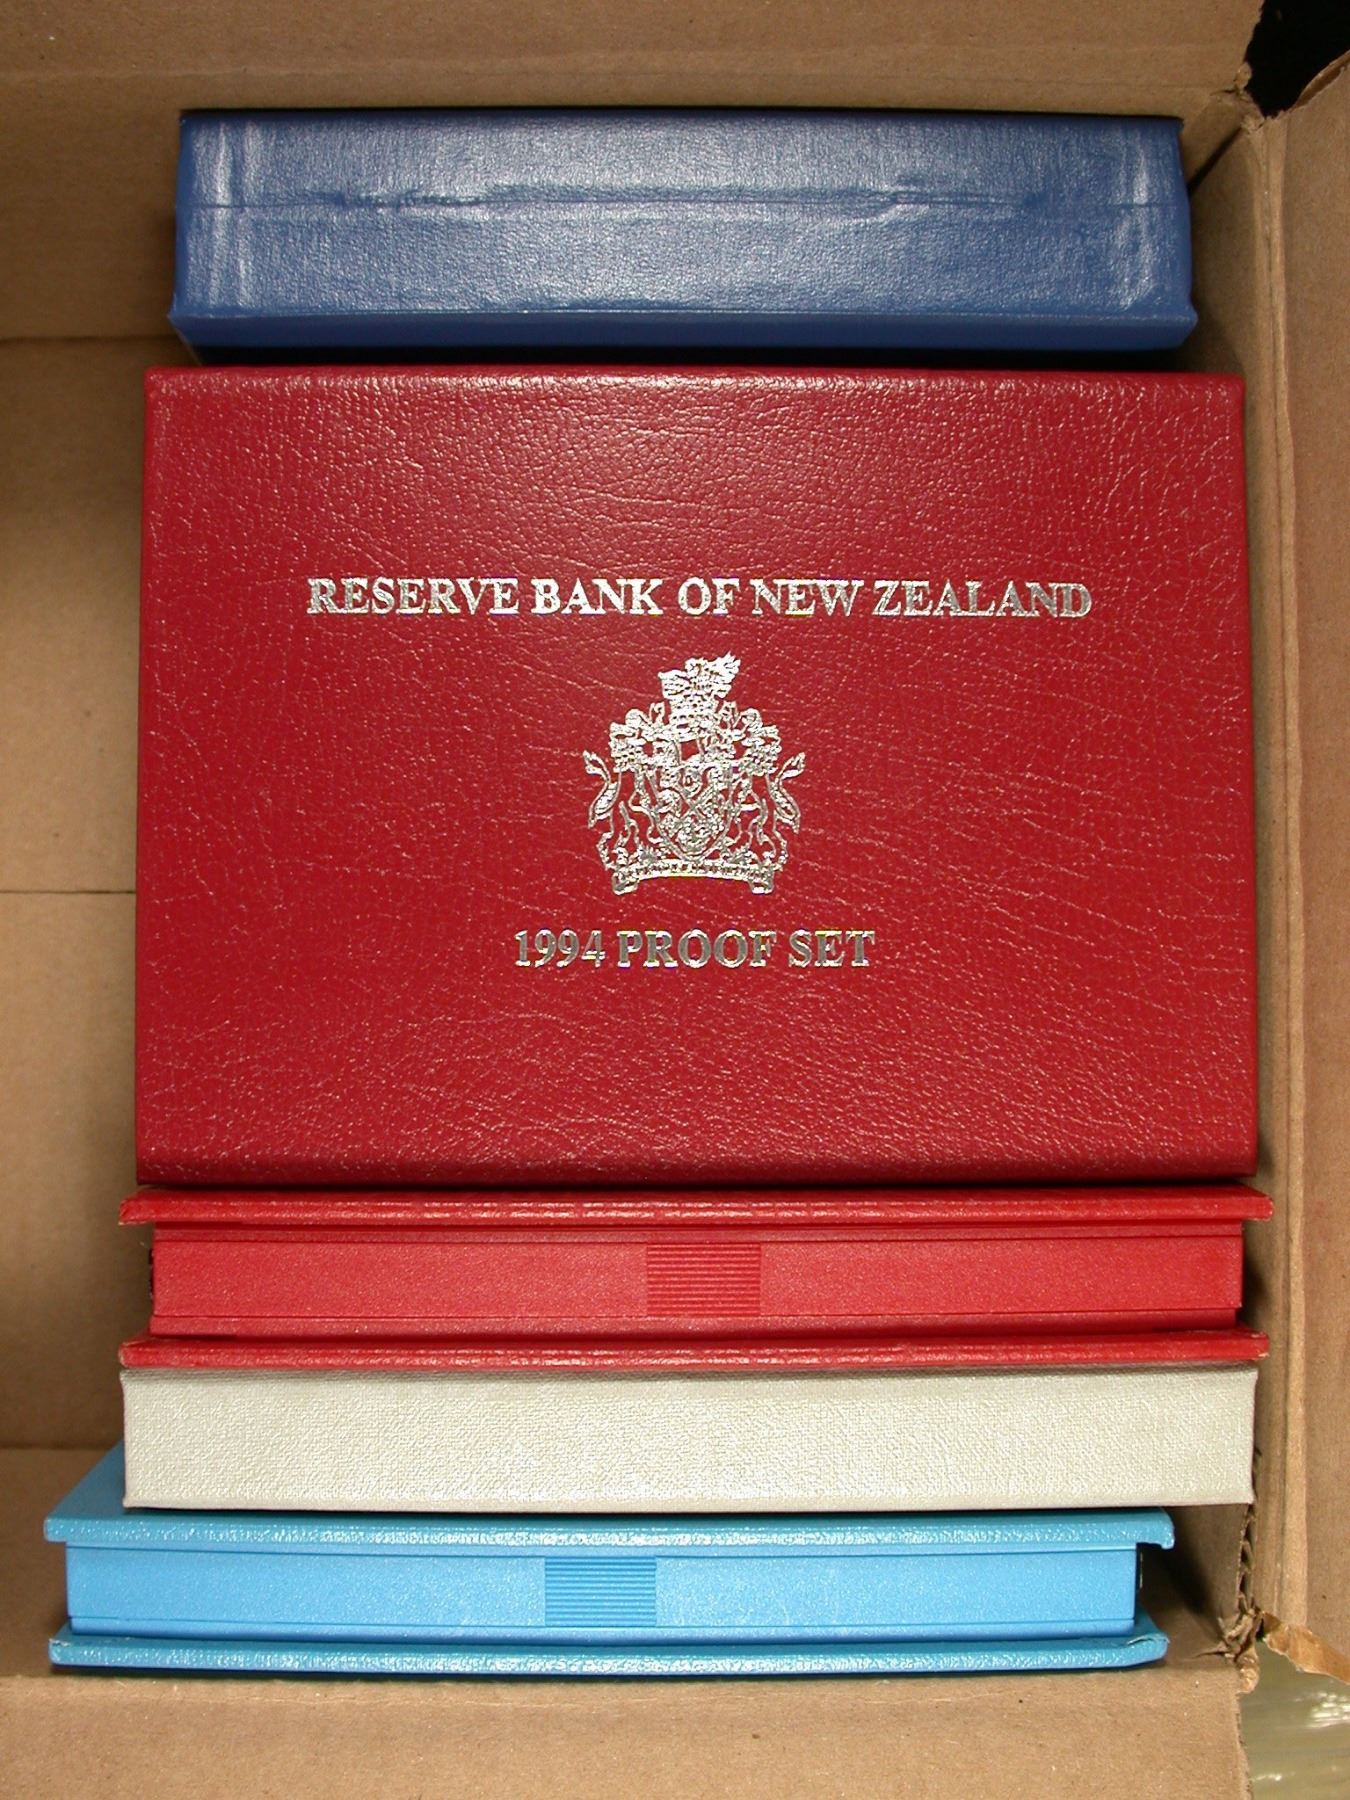 RESERVE BANK OF NEW ZEALAND
1994 PROOF SET